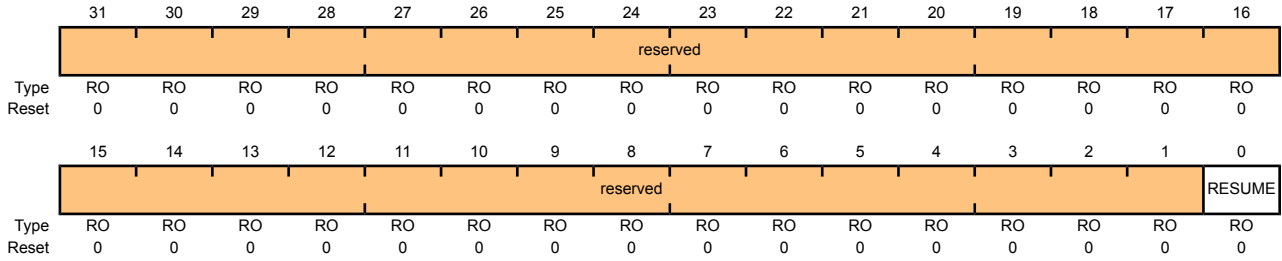 31 30 29 28 27 26 25 24 23 22 21 20 19 18 17 16
reserved
Type RO RO RO RO RO RO RO RO RO RO RO RO RO RO RO RO
Reset 0 0 0 0 0 0 0 0 0 0 0 0 0 0 0 0
15 14 13 12 11 10 9 8 7 6 5 4 3 2 1 0
reserved RESUME
Type RO RO RO RO RO RO RO RO RO RO RO RO RO RO RO RO
Reset 0 0 0 0 0 0 0 0 0 0 0 0 0 0 0 0